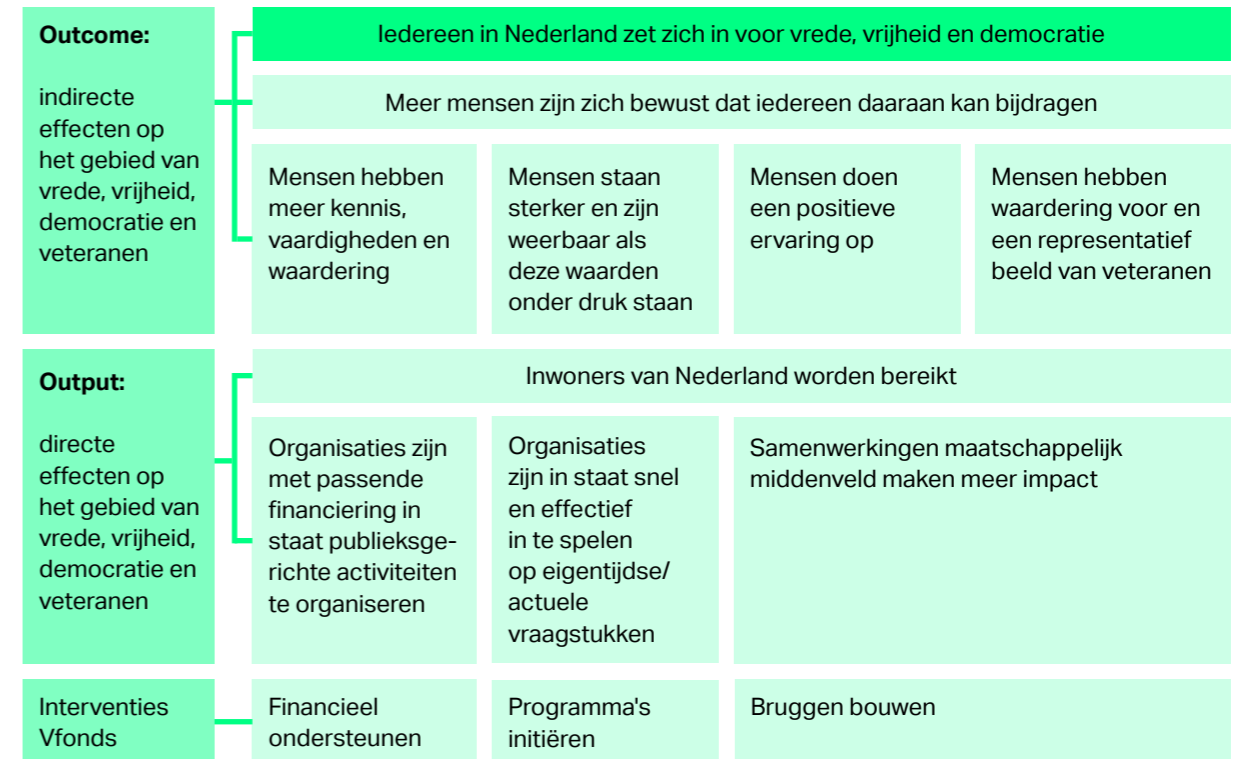 Outcome:
indirecte
effecten op
het gebied van
vrede, vrijheid,
democratie en
veteranen
Iedereen in Nederland zet zich in voor vrede, vrijheid en democratie
Meer mensen zijn zich bewust dat iedereen daaraan kan bijdragen
Mensen hebben
meer kennis,
vaardigheden en
waardering
Mensen staan
sterker en zijn
weerbaar als
deze waarden
onder druk staan
Mensen doen
een positieve
ervaring op
Mensen hebben
waardering voor en
een representatief
beeld van veteranen
Output:
directe
effecten op
het gebied van
vrede, vrijheid,
democratie en
veteranen
Inwoners van Nederland worden bereikt
Organisaties zijn
met passende
financiering in
staat publieksge-
richte activiteiten
te organiseren
Organisaties
zijn in staat snel
en effectief
in te spelen
op eigentijdse/
actuele
vraagstukken
Samenwerkingen maatschappelijk
middenveld maken meer impact
Interventies
Vfonds
Financieel
ondersteunen
Programma's
initiëren
Bruggen bouwen